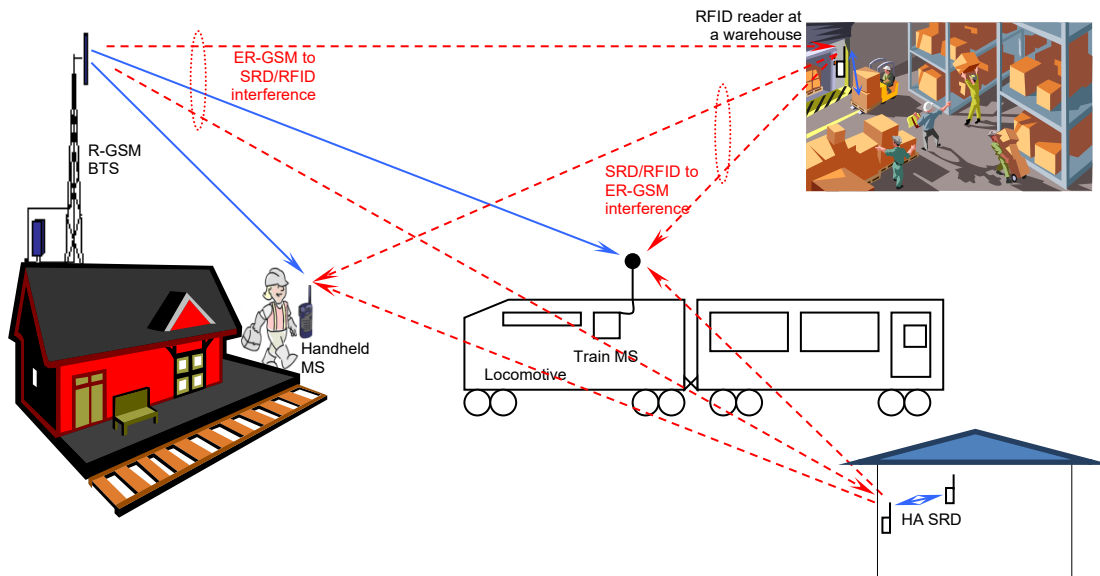 RFID reader at
a warehouse
ER-GSM to
SRD/RFID
interference
R-GSM
BTS
SRD/RFID to
ER-GSM
interference
Handheld
MS
Train MS
Locomotive
HA SRD